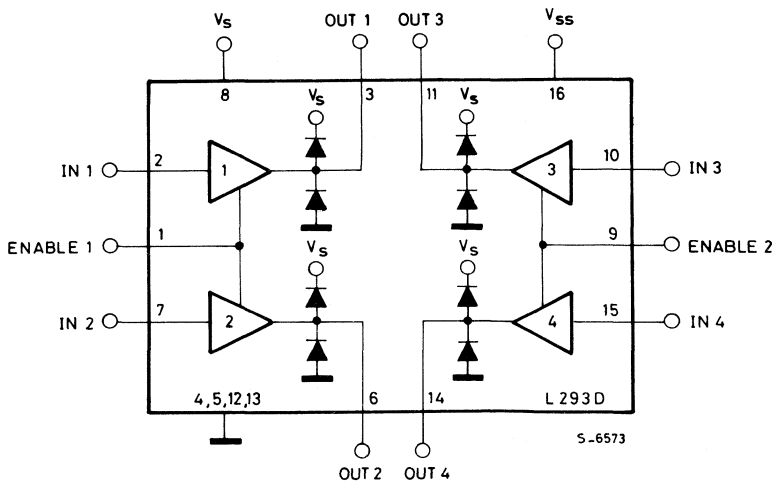 OUT 1 OUT 3
VS VSS
8 3 11 16
VS VS
IN 1 2 1 3 10 IN 3
ENABLE 1 1 9 ENABLE 2
VS VS
IN 2 7 2 4 15 IN 4
4,5,12,13 6 14 L293D
S-6573
OUT 2 OUT 4